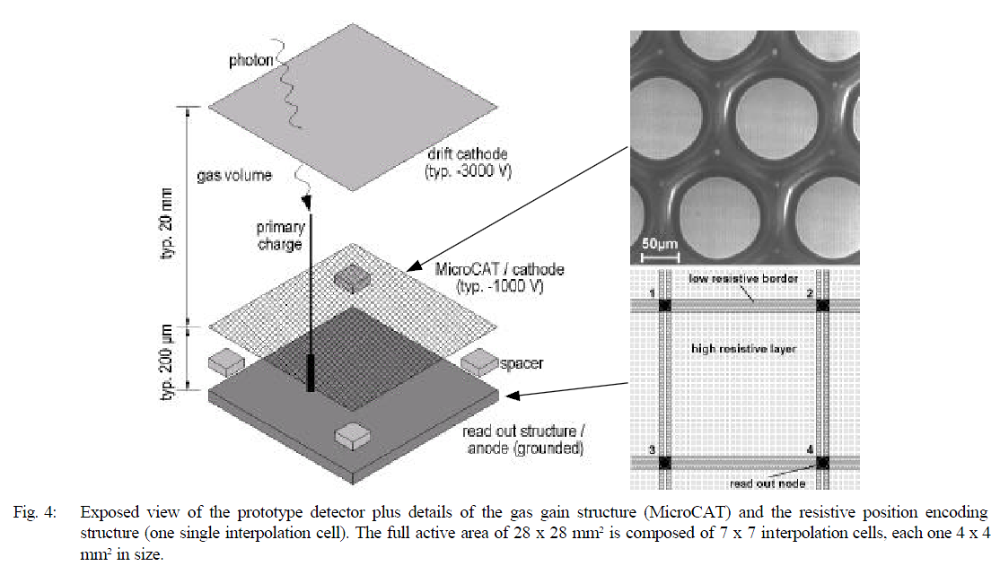 photon
drift cathode
(typ. -3000 V)
gas volume
typ. 20 mm
primary
charge
MicroCAT / cathode
(typ. -1000 V)
typ. 200 μm
spacer
read out structure /
anode (grounded)
50μm
low resistive border
1
2
high resistive layer
3
4
read out node
Fig. 4: Exposed view of the prototype detector plus details of the gas gain structure (MicroCAT) and the resistive position encoding
structure (one single interpolation cell). The full active area of 28 x 28 mm² is composed of 7 x 7 interpolation cells, each one 4 x 4
mm² in size.